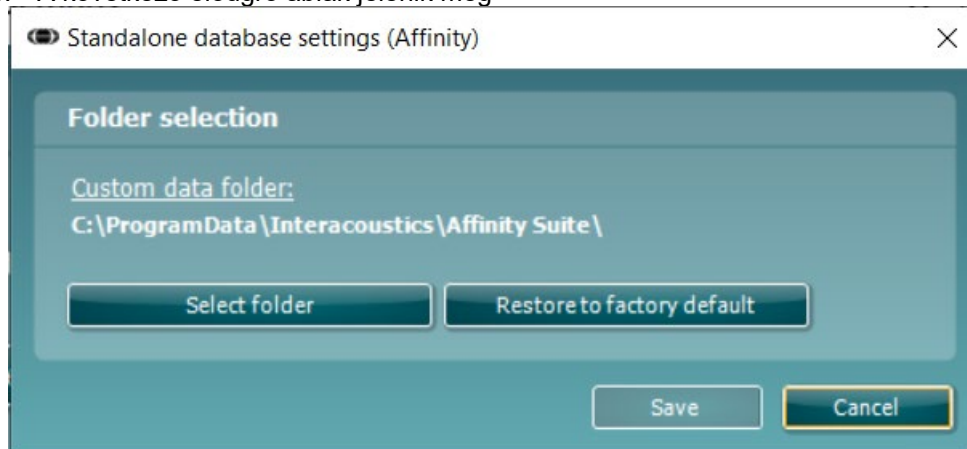 Standalone database settings (Affinity)
Folder selection
Custom data folder:
C:\ProgramData\Interacoustics\Affinity Suite\
Select folder
Restore to factory default
Save
Cancel